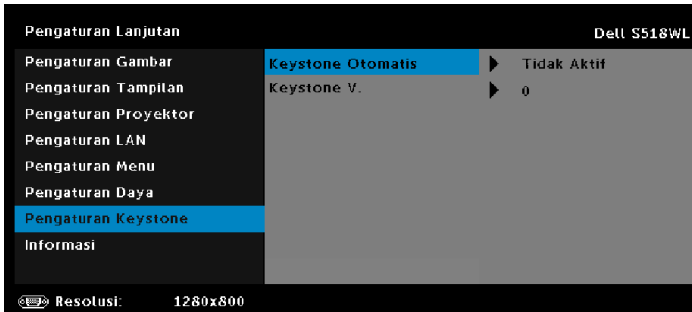 Pengaturan Lanjutan Dell S518WL
Pengaturan Gambar Keystone Otomatis Tidak Aktif
Pengaturan Tampilan Keystone V. 0
Pengaturan Proyektor
Pengaturan LAN
Pengaturan Menu
Pengaturan Daya
Pengaturan Keystone
Informasi
Resolusi: 1280x800